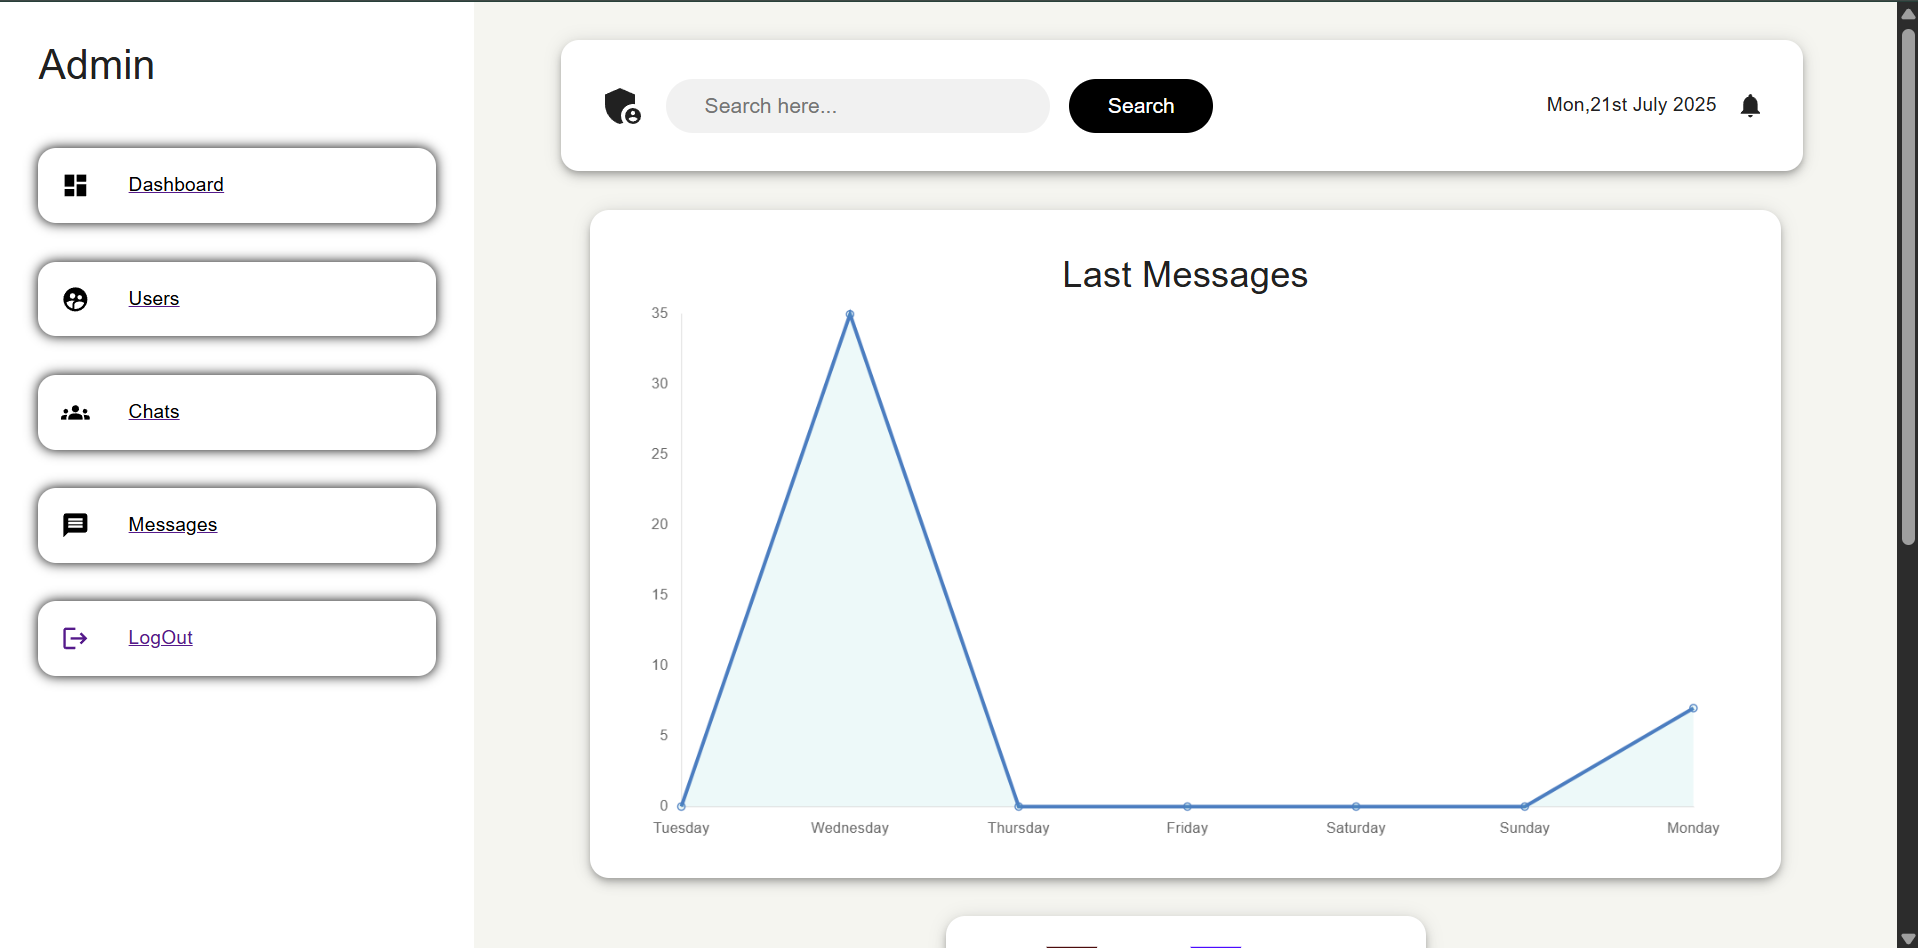 Admin
Dashboard
Users
Chats
Messages
LogOut
Search here...
Search
Mon,21st July 2025
Last Messages
35
30
25
20
15
10
5
0
Tuesday Wednesday Thursday Friday Saturday Sunday Monday